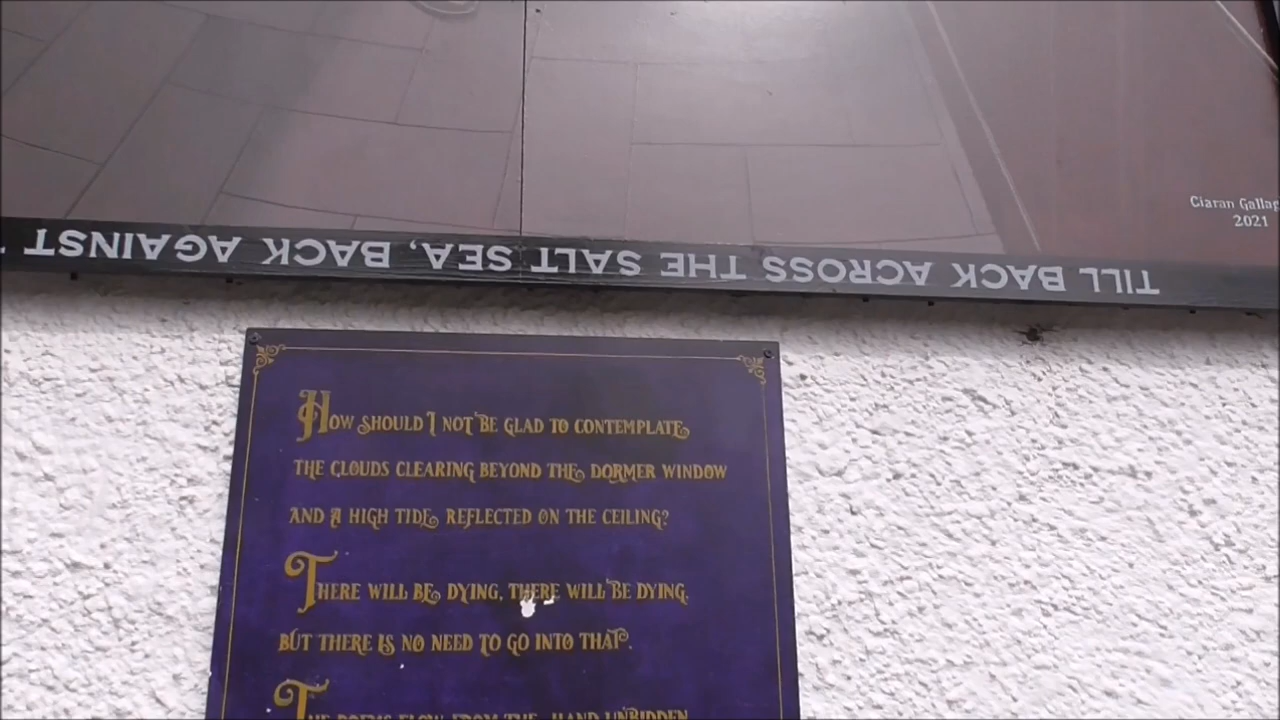 Ciaran Gallag
2021
TILL BACK ACROSS THE SALT SEA, BACK AGAINST
HOW SHOULD I NOT BE GLAD TO CONTEMPLATE
THE CLOUDS CLEARING BEYOND THE DORMER WINDOW
AND A HIGH TIDE REFLECTED ON THE CEILING?
THERE WILL BE DYING, THERE WILL BE DYING,
BUT THERE IS NO NEED TO GO INTO THAT.
THE POEMS FLOW FROM THE HAND UNBIDDEN